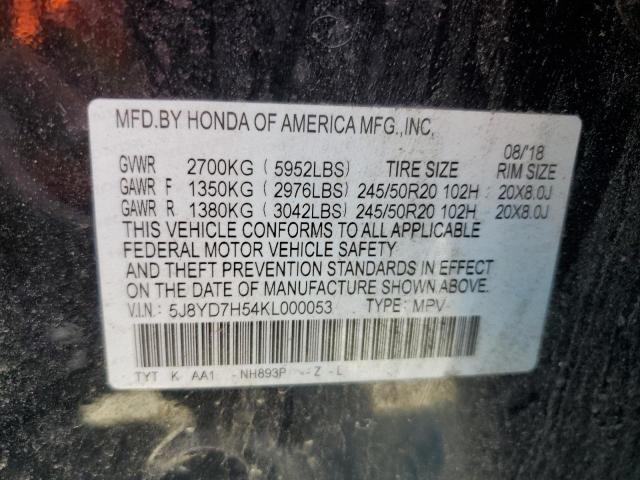 MFD.BY HONDA OF AMERICA MFG.,INC.
08/'18
GVWR 2700KG (5952LBS) TIRE SIZE RIM SIZE
GAWR F 1350KG (2976LBS) 245/50R20 102H 20X8.0J
GAWR R 1380KG (3042LBS) 245/50R20 102H 20X8.0J
THIS VEHICLE CONFORMS TO ALL APPLICABLE
FEDERAL MOTOR VEHICLE SAFETY
AND THEFT PREVENTION STANDARDS IN EFFECT
ON THE DATE OF MANUFACTURE SHOWN ABOVE.
V.I.N: 5J8YD7H54KL000053 TYPE: MPV
TYT K AA1 -NH893P -Z -L